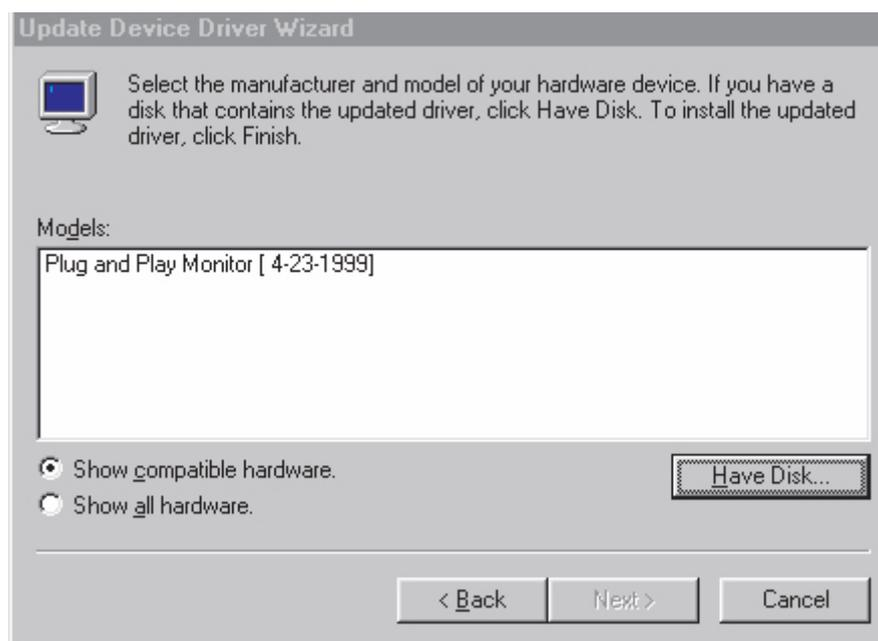 Update Device Driver Wizard
Select the manufacturer and model of your hardware device. If you have a
disk that contains the updated driver, click Have Disk. To install the updated
driver, click Finish.
Models:
Plug and Play Monitor [ 4-23-1999]
Show compatible hardware.
Show all hardware.
Have Disk...
< Back
Next >
Cancel